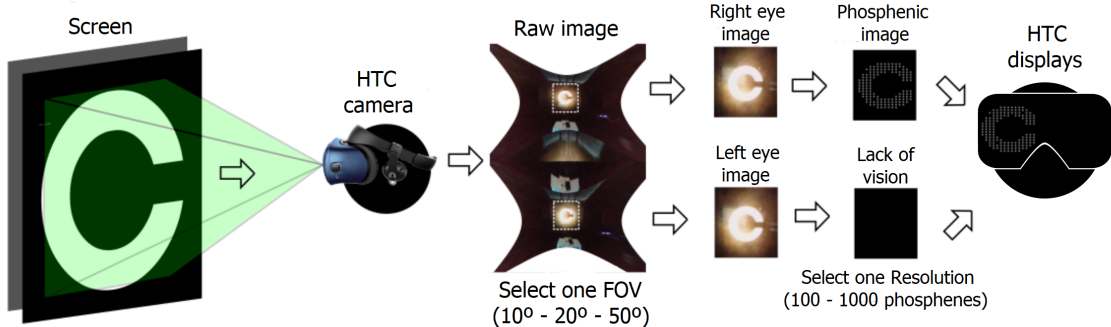 Screen
C
HTC
camera
Raw image
Select one FOV
(10º - 20º - 50º)
Right eye
image
C
Left eye
image
C
Phosphenic
image
C
Lack of
vision
Select one Resolution
(100 - 1000 phosphenes)
HTC
displays
C